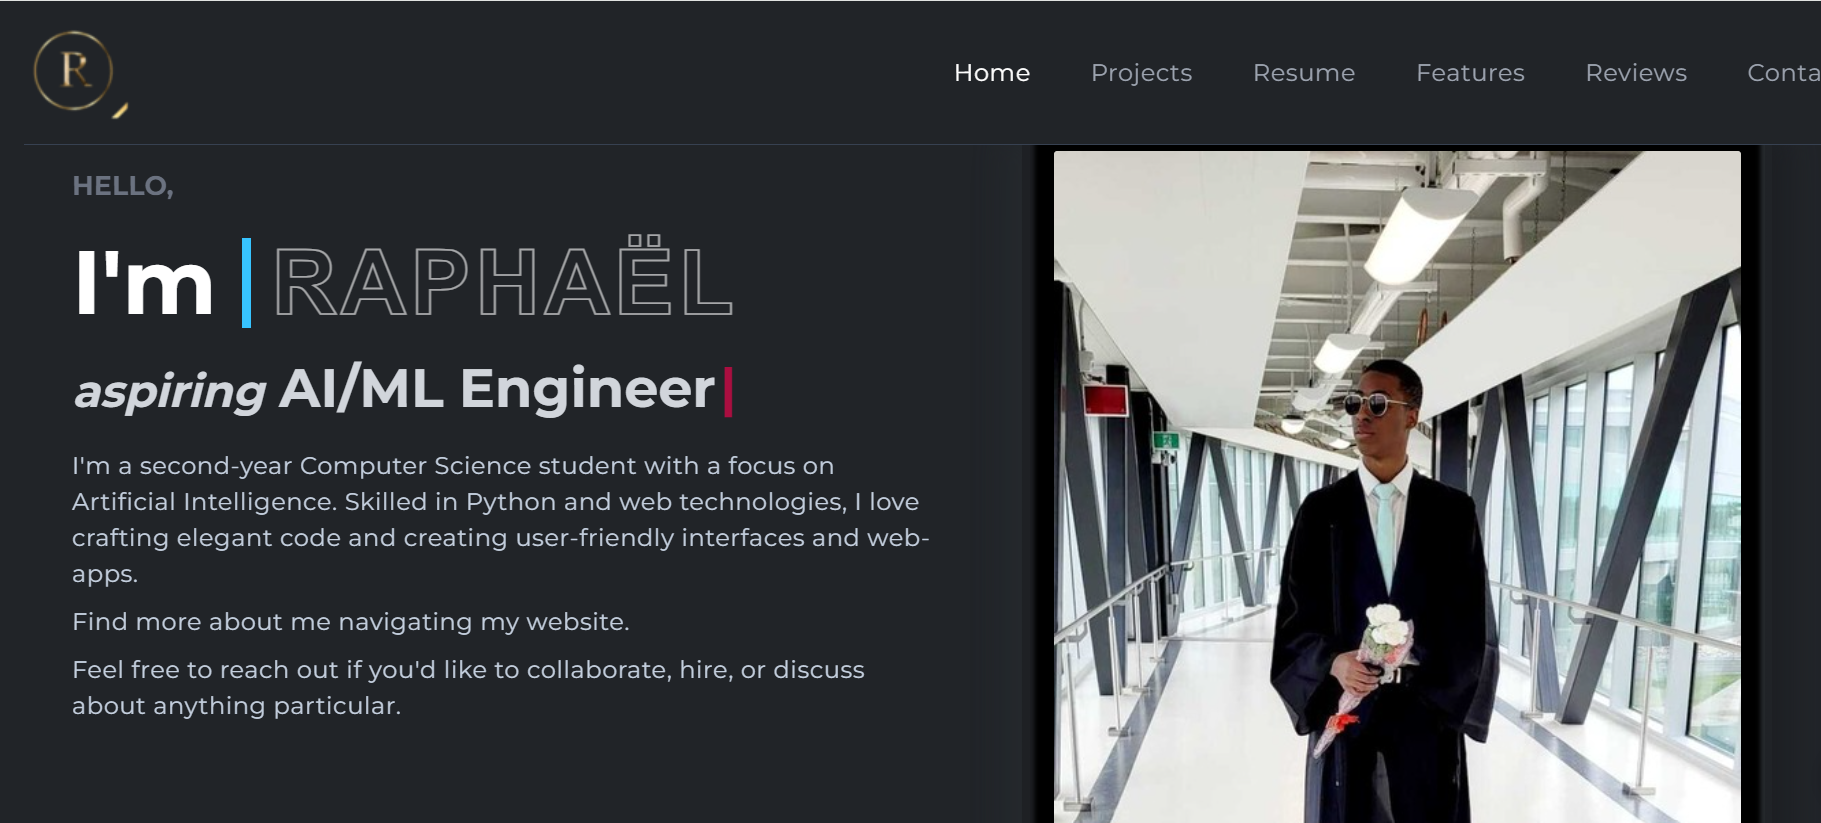 R
Home Projects Resume Features Reviews Conta
HELLO,
I'm RAPHAËL
aspiring AI/ML Engineer
I'm a second-year Computer Science student with a focus on
Artificial Intelligence. Skilled in Python and web technologies, I love
crafting elegant code and creating user-friendly interfaces and web-
apps.
Find more about me navigating my website.
Feel free to reach out if you'd like to collaborate, hire, or discuss
about anything particular.